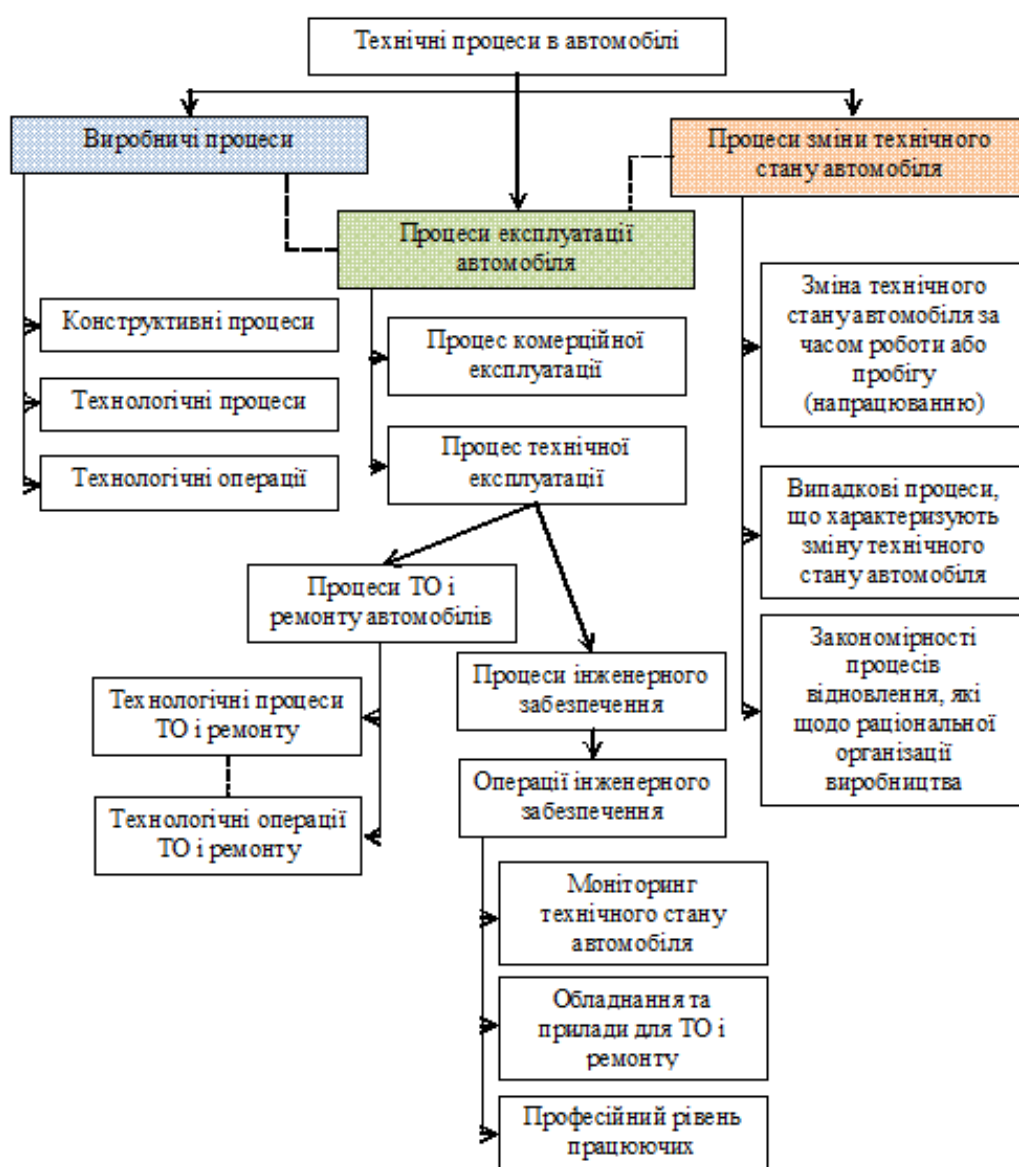 Технічні процеси в автомобілі
Виробничі процеси
Процеси зміни технічного
стану автомобіля
Процеси експлуатації
автомобіля
Конструктивні процеси
Технологічні процеси
Технологічні операції
Процес комерційної
експлуатації
Процес технічної
експлуатації
Зміна технічного
стану автомобіля за
часом роботи або
пробігу
(напрацюванню)
Випадкові процеси,
що характеризують
зміну технічного
стану автомобіля
Закономірності
процесів
відновлення, які
щодо раціональної
організації
виробництва
Процеси ТО і
ремонту автомобілів
Технологічні процеси
ТО і ремонту
Технологічні операції
ТО і ремонту
Процеси інженерного
забезпечення
Операції інженерного
забезпечення
Моніторинг
технічного стану
автомобіля
Обладнання та
прилади для ТО і
ремонту
Професійний рівень
працюючих